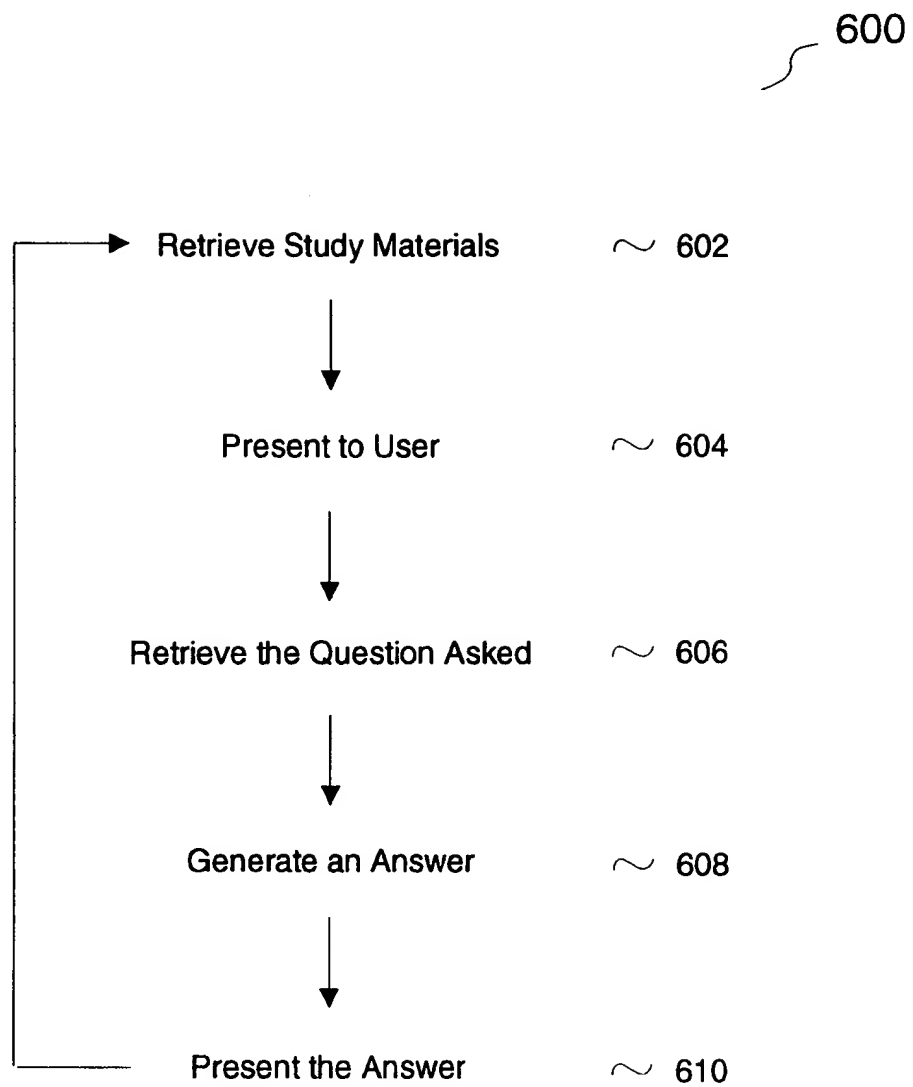 600
Retrieve Study Materials 602
Present to User 604
Retrieve the Question Asked 606
Generate an Answer 608
Present the Answer 610